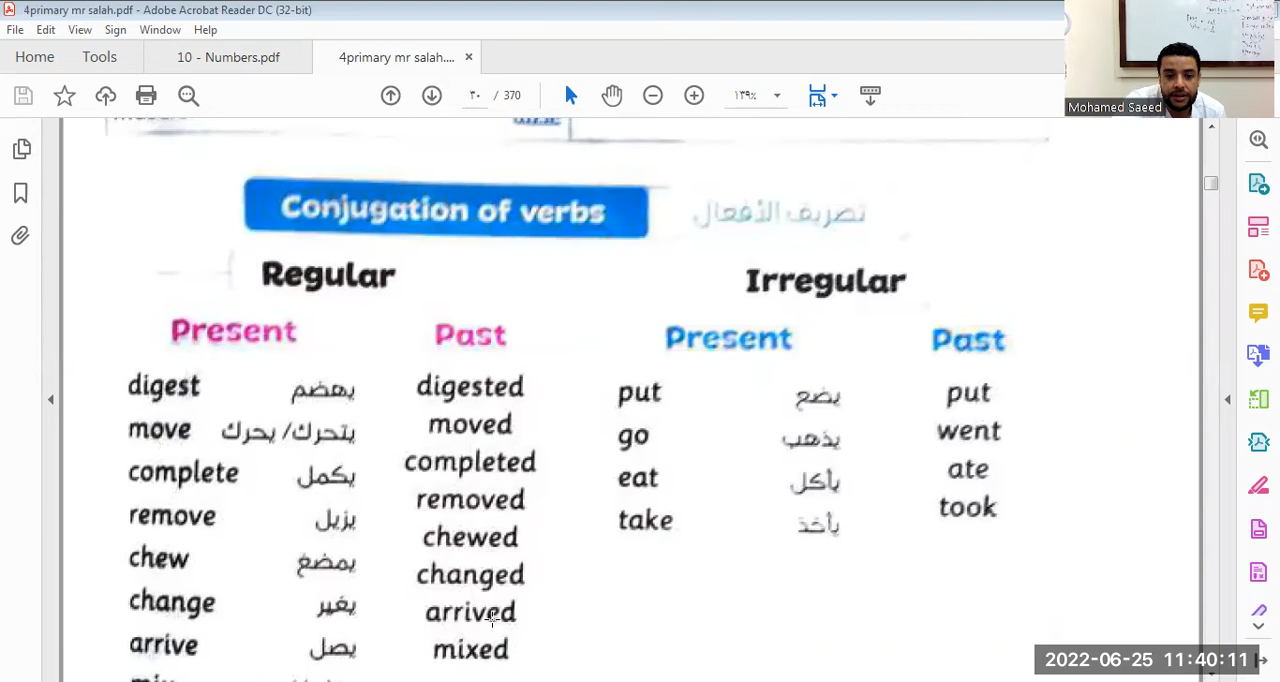 4primary mr salah.pdf - Adobe Acrobat Reader DC (32-bit)
File Edit View Sign Window Help
Home Tools 10 - Numbers.pdf 4primary mr salah....
٣٠ / 370 ١٣٩٪
Mohamed Saeed
Conjugation of verbs تصريف الأفعال
Regular Irregular
Present Past Present Past
digest يهضم digested put يضع put
move يتحرك/ يحرك moved go يذهب went
complete يكمل completed eat يأكل ate
remove يزيل removed take يأخذ took
chew يمضغ chewed
change يغير changed
arrive يصل arrived
mixed
2022-06-25 11:40:11